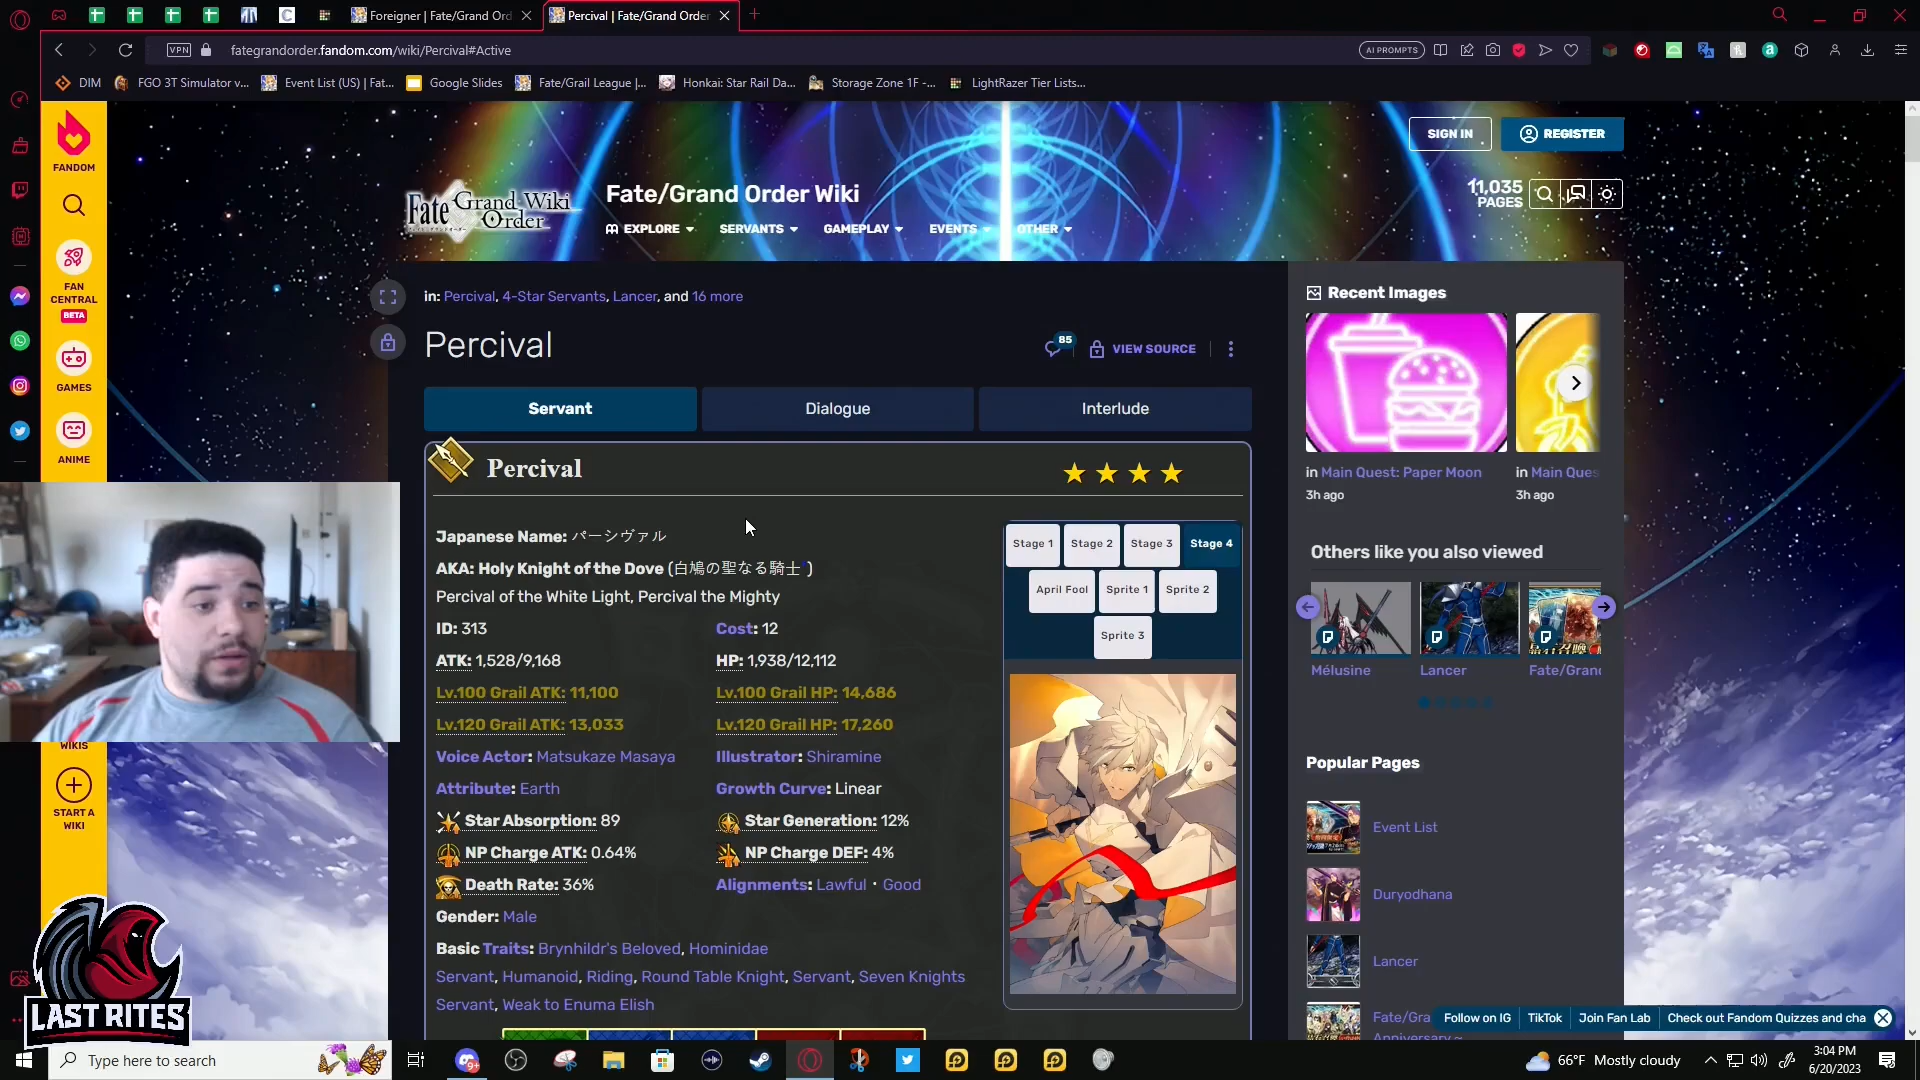 Foreigner | Fate/Grand Ord
Percival | Fate/Grand Order
VPN
fategrandorder.fandom.com/wiki/Percival#Active
AI PROMPTS
DIM
FGO 3T Simulator v...
Event List (US) | Fat...
Google Slides
Fate/Grail League |...
Honkai: Star Rail Da...
Storage Zone 1F -...
LightRazer Tier Lists...
FANDOM
FAN
CENTRAL
BETA
GAMES
ANIME
WIKIS
START A
WIKI
SIGN IN
REGISTER
Fate Grand Wiki
Order
Fate/Grand Order Wiki
EXPLORE
SERVANTS
GAMEPLAY
EVENTS
OTHER
11,035
PAGES
in: Percival, 4-Star Servants, Lancer, and 16 more
Percival
85
VIEW SOURCE
Servant
Dialogue
Interlude
Percival
Japanese Name: パーシヴァル
AKA: Holy Knight of the Dove (白鳩の聖なる騎士?)
Percival of the White Light, Percival the Mighty
ID: 313
Cost: 12
ATK: 1,528/9,168
HP: 1,938/12,112
Lv.100 Grail ATK: 11,100
Lv.100 Grail HP: 14,686
Lv.120 Grail ATK: 13,033
Lv.120 Grail HP: 17,260
Voice Actor: Matsukaze Masaya
Illustrator: Shiramine
Attribute: Earth
Growth Curve: Linear
Star Absorption: 89
Star Generation: 12%
NP Charge ATK: 0.64%
NP Charge DEF: 4%
Death Rate: 36%
Alignments: Lawful・Good
Gender: Male
Basic Traits: Brynhildr's Beloved, Hominidae
Servant, Humanoid, Riding, Round Table Knight, Servant, Seven Knights
Servant, Weak to Enuma Elish
Stage 1
Stage 2
Stage 3
Stage 4
April Fool
Sprite 1
Sprite 2
Sprite 3
Recent Images
in Main Quest: Paper Moon
3h ago
in Main Ques
3h ago
Others like you also viewed
Mélusine
Lancer
Fate/Grand
Popular Pages
Event List
Duryodhana
Lancer
Fate/Gra
Anniversary ~
Follow on IG
TikTok
Join Fan Lab
Check out Fandom Quizzes and cha
LAST RITES
Type here to search
9+
66°F Mostly cloudy
3:04 PM
6/20/2023